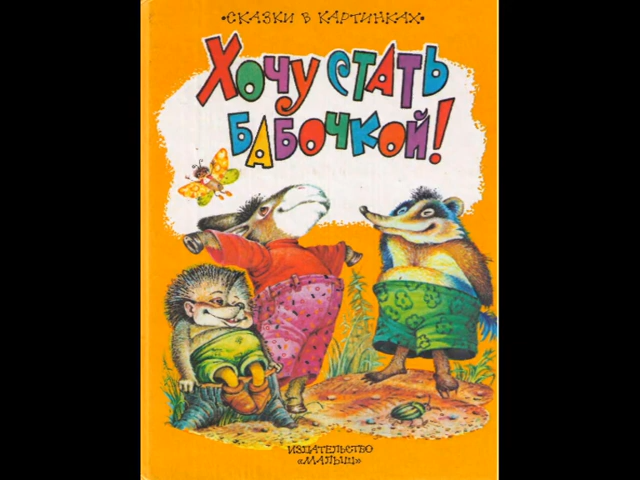 •СКАЗКИ В КАРТИНКАХ•
Хочу стать
бабочкой!
ИЗДАТЕЛЬСТВО
«МАЛЫШ»